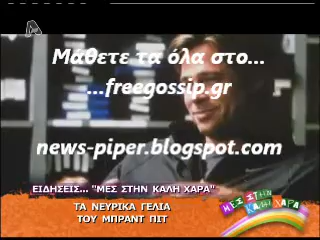 Μάθετε τα όλα στο...
...freegossip.gr
news-piper.blogspot.com
ΕΙΔΗΣΕΙΣ... "ΜΕΣ ΣΤΗΝ ΚΑΛΗ ΧΑΡΑ"
ΤΑ ΝΕΥΡΙΚΑ ΓΕΛΙΑ
ΤΟΥ ΜΠΡΑΝΤ ΠΙΤ
ΜΕΣ ΣΤΗΝ
ΚΑΛΗ ΧΑΡΑ